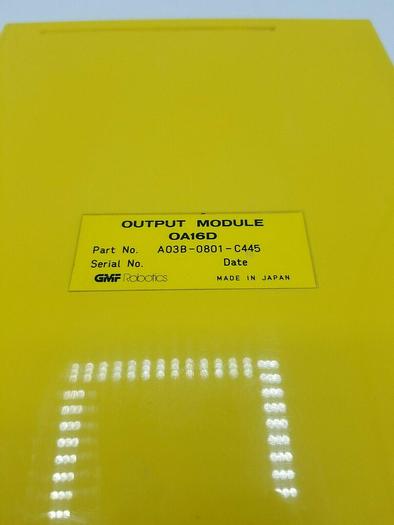 OUTPUT MODULE
OA16D
Part No. A03B-0801-C445
Serial No. Date
GMF Robotics MADE IN JAPAN